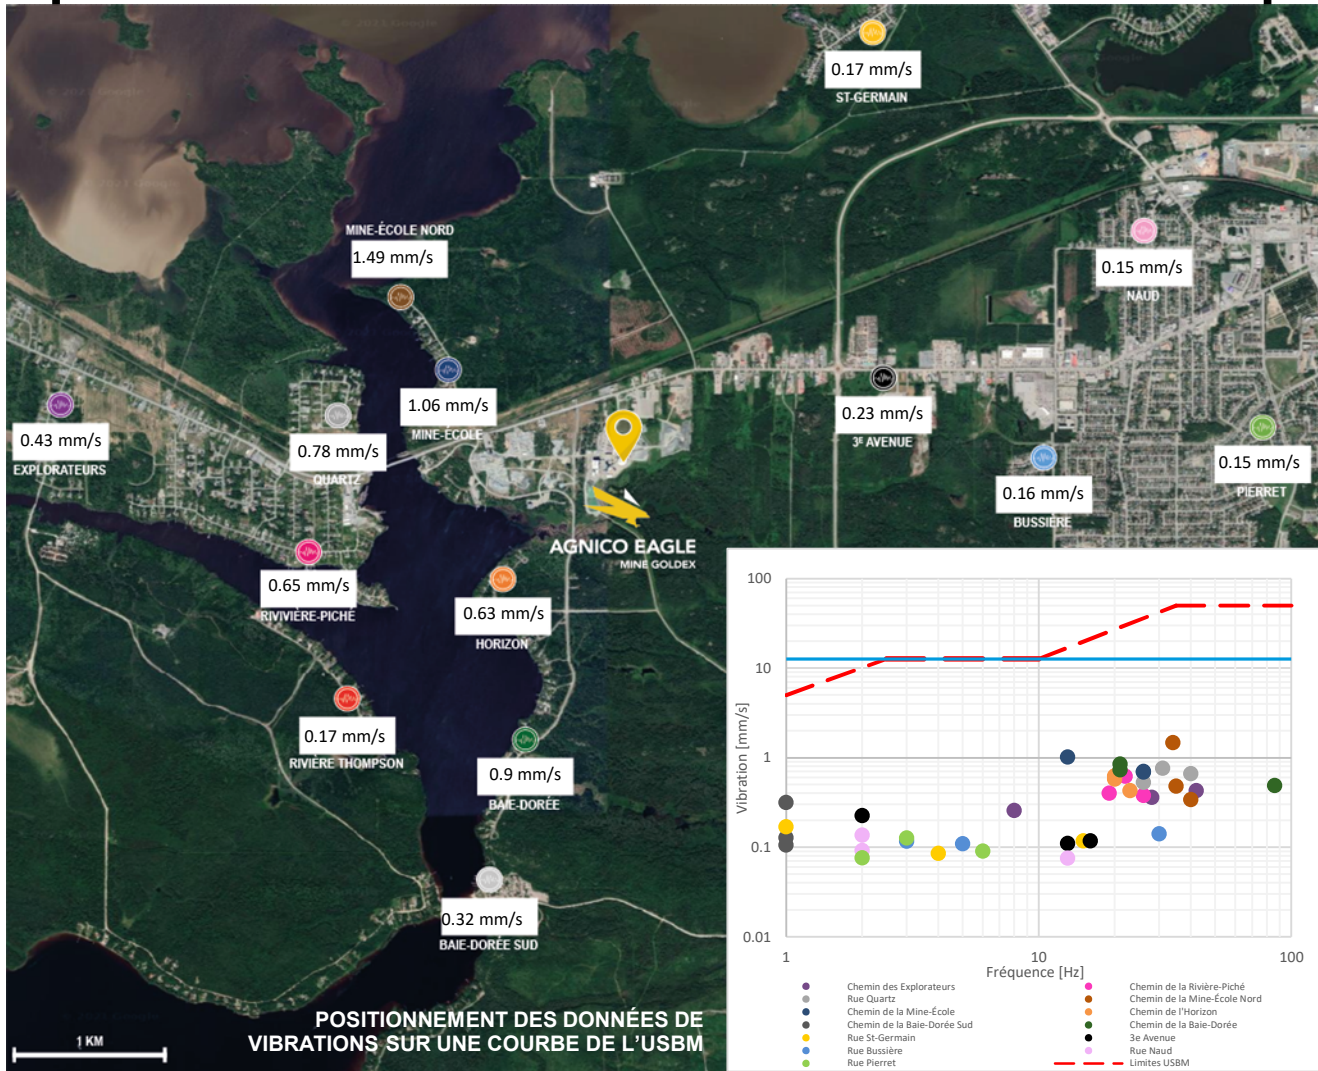 0.17 mm/s
ST-GERMAIN
MINE-ÉCOLE NORD
1.49 mm/s
0.15 mm/s
NAUD
0.43 mm/s
EXPLORATEURS
0.78 mm/s
QUARTZ
1.06 mm/s
MINE-ÉCOLE
0.23 mm/s
3E AVENUE
0.16 mm/s
BUSSIÈRE
0.15 mm/s
PIERRET
AGNICO EAGLE
MINE GOLDEX
0.65 mm/s
RIVIVIÈRE-PICHÉ
0.63 mm/s
HORIZON
0.17 mm/s
RIVIÈRE THOMPSON
0.9 mm/s
BAIE-DORÉE
0.32 mm/s
BAIE-DORÉE SUD
POSITIONNEMENT DES DONNÉES DE
VIBRATIONS SUR UNE COURBE DE L'USBM
1 KM
Vibration [mm/s]
100
10
1
0.1
0.01
1
10
100
Fréquence [Hz]
Chemin des Explorateurs
Chemin de la Rivière-Piché
Rue Quartz
Chemin de la Mine-École Nord
Chemin de la Mine-École
Chemin de l'Horizon
Chemin de la Baie-Dorée Sud
Chemin de la Baie-Dorée
Rue St-Germain
3e Avenue
Rue Bussière
Rue Naud
Rue Pierret
Limites USBM